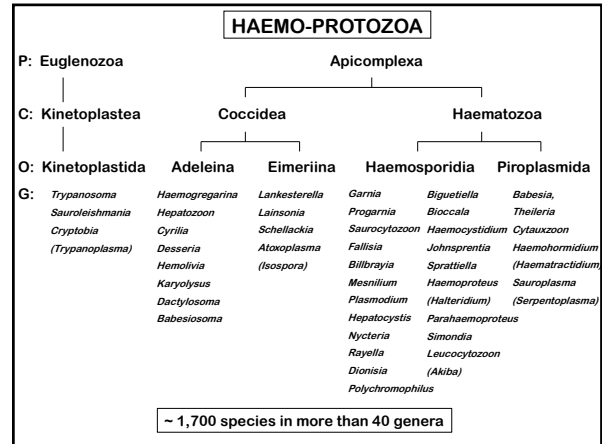 HAEMO-PROTOZOA
P: Euglenozoa Apicomplexa
C: Kinetoplastea Coccidea Haematozoa
O: Kinetoplastida Adeleina Eimeriina Haemosporidia Piroplasmida
G: Trypanosoma Haemogregarina Lankesterella Garnia Biguetiella Babesia,
Sauroleishmania Hepatozoon Lainsonia Progarnia Bioccala Theileria
Cryptobia Cyrilia Schellackia Saurocytozoon Haemocystidium Cytauxzoon
(Trypanoplasma) Desseria Atoxoplasma Fallisia Johnsprentia Haemohormidium
Hemolivia (Isospora) Billbrayia Sprattiella (Haematractidium)
Karyolysus Mesnilium Haemoproteus Sauroplasma
Dactylosoma Plasmodium (Halteridium) (Serpentoplasma)
Babesiosoma Hepatocystis Parahaemoproteus
Nycteria Simondia
Rayella Leucocytozoon
Dionisia (Akiba)
Polychromophilus
~ 1,700 species in more than 40 genera